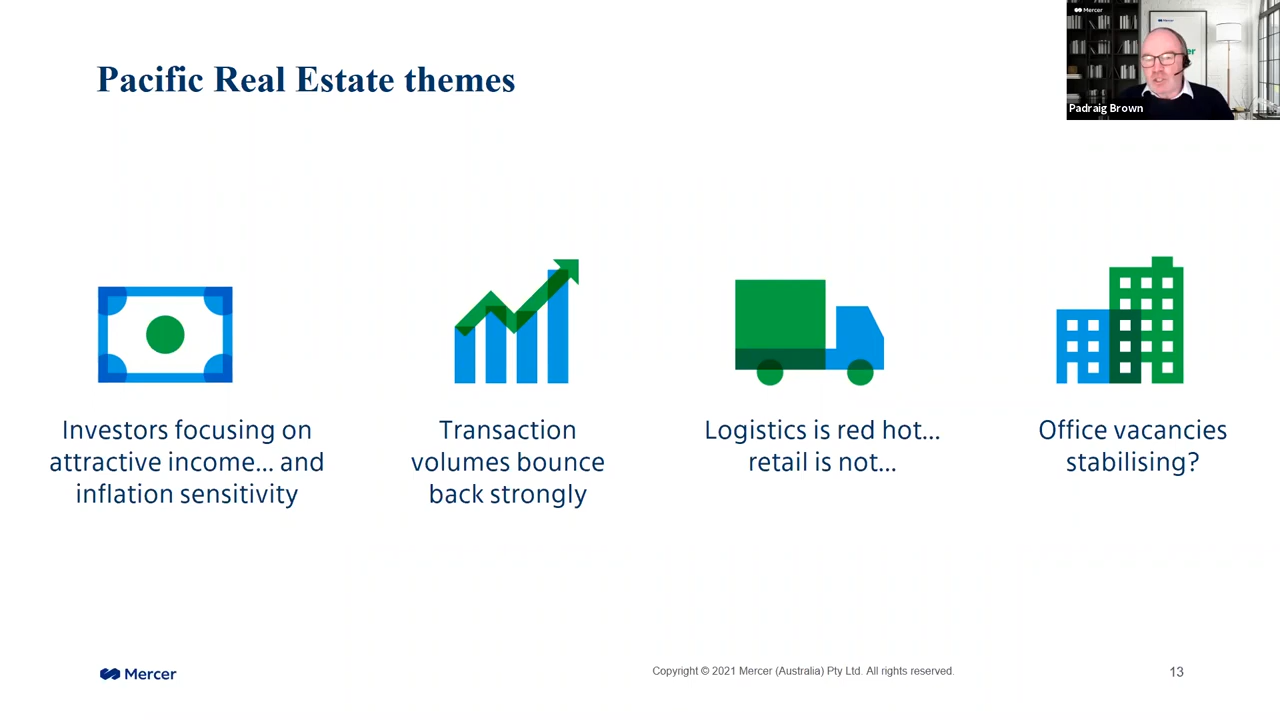 Mercer
Padraig Brown
Pacific Real Estate themes
Investors focusing on
attractive income... and
inflation sensitivity
Transaction
volumes bounce
back strongly
Logistics is red hot...
retail is not...
Office vacancies
stabilising?
Mercer
Copyright © 2021 Mercer (Australia) Pty Ltd. All rights reserved.
13